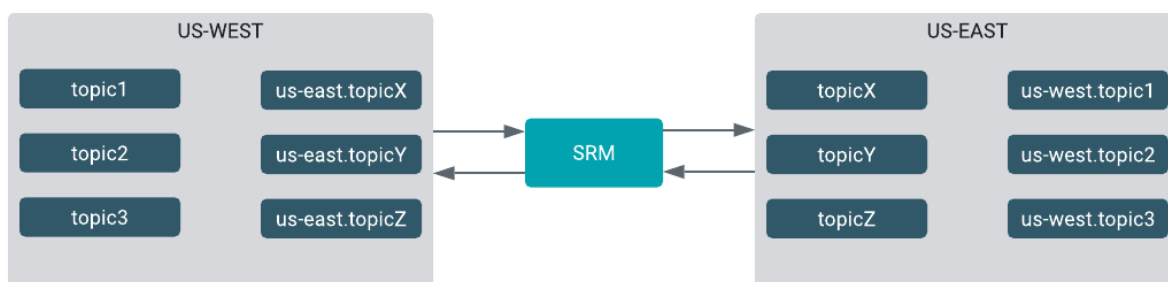 US-WEST
topic1
us-east.topicX
topic2
us-east.topicY
topic3
us-east.topicZ
SRM
US-EAST
topicX
us-west.topic1
topicY
us-west.topic2
topicZ
us-west.topic3